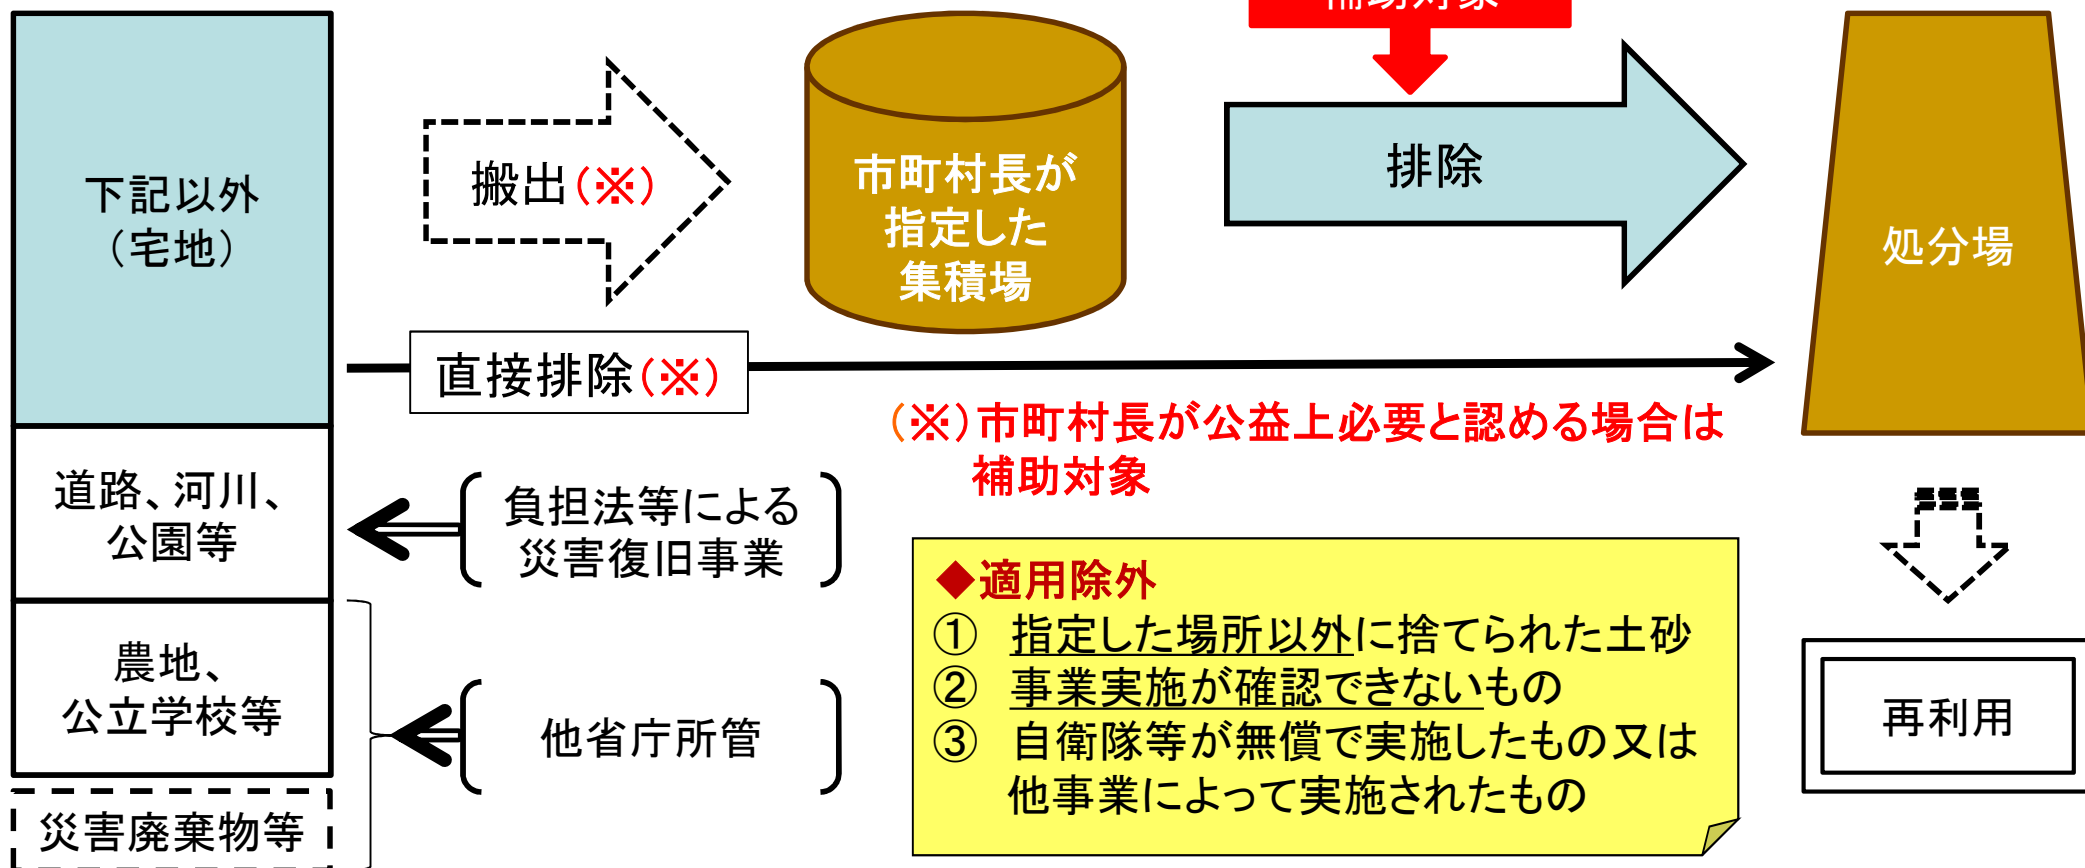 補助対象
下記以外
（宅地）
搬出（※）
市町村長が
指定した
集積場
排除
処分場
直接排除（※）
（※）市町村長が公益上必要と認める場合は
補助対象
道路、河川、
公園等
負担法等による
災害復旧事業
農地、
公立学校等
他省庁所管
災害廃棄物等
◆適用除外
① 指定した場所以外に捨てられた土砂
② 事業実施が確認できないもの
③ 自衛隊等が無償で実施したもの又は
他事業によって実施されたもの
再利用